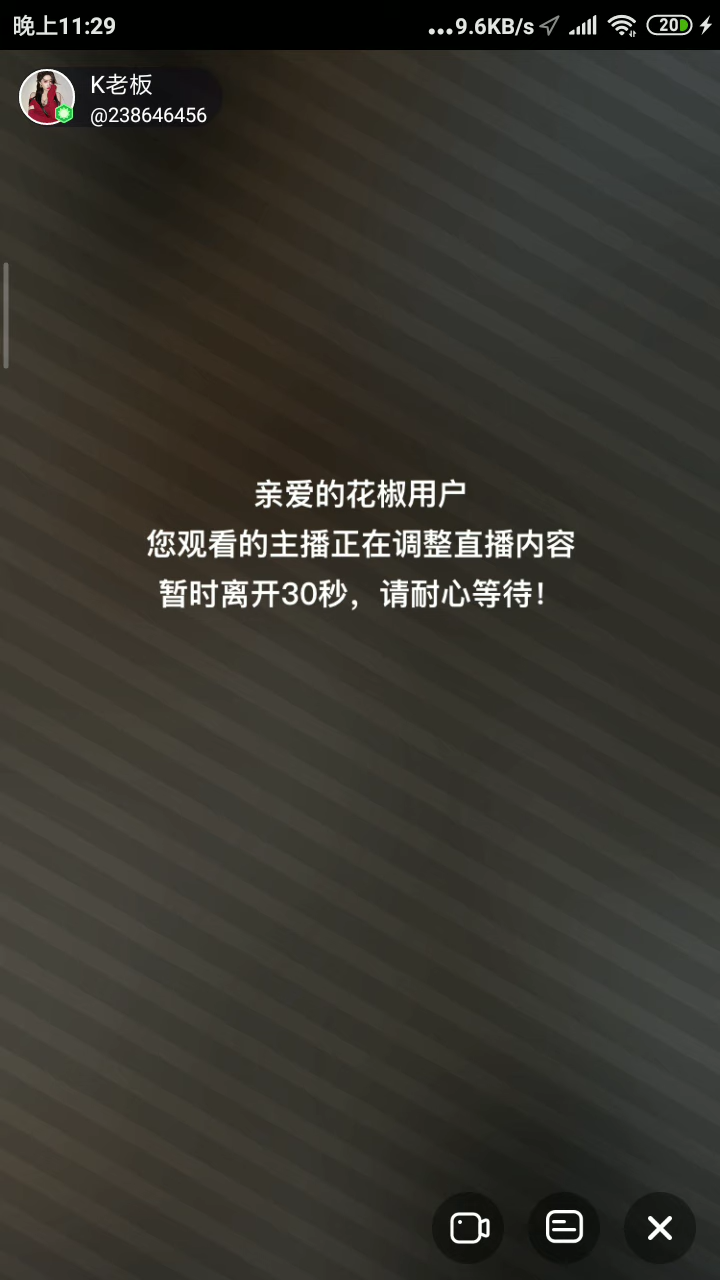 晚上11:29
...9.6KB/s
20
K老板
@238646456
亲爱的花椒用户
您观看的主播正在调整直播内容
暂时离开30秒，请耐心等待！